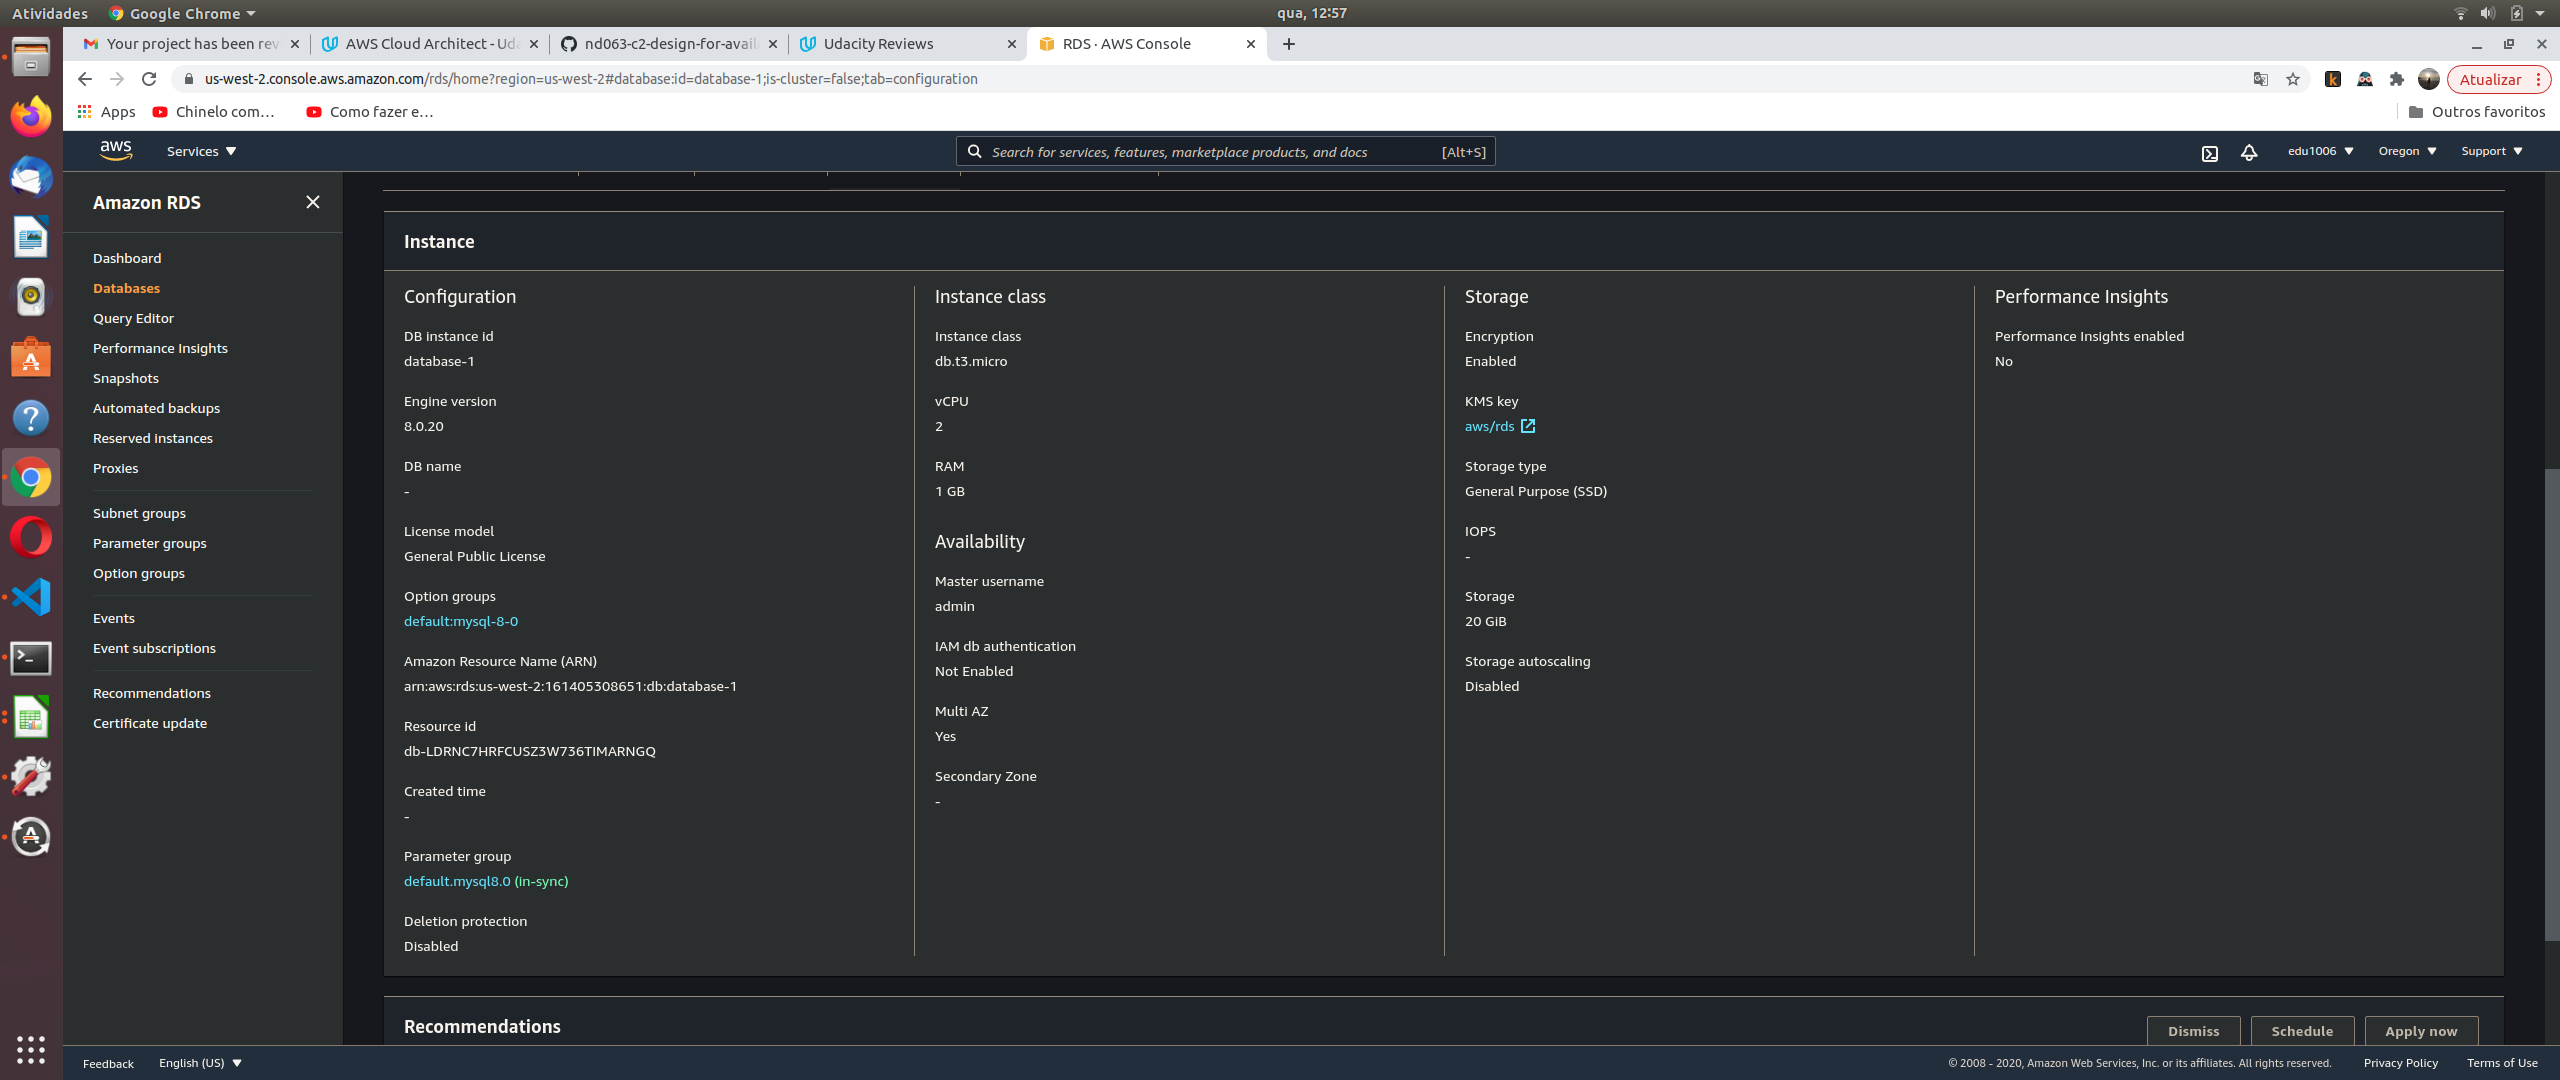 Atividades
Google Chrome
qua, 12:57
Your project has been rev
AWS Cloud Architect - Uda
nd063-c2-design-for-avail
Udacity Reviews
RDS · AWS Console
us-west-2.console.aws.amazon.com/rds/home?region=us-west-2#database:id=database-1;is-cluster=false;tab=configuration
Atualizar
Apps
Chinelo com...
Como fazer e...
Outros favoritos
aws
Services
Search for services, features, marketplace products, and docs
[Alt+S]
edu1006
Oregon
Support
Amazon RDS
Dashboard
Databases
Query Editor
Performance Insights
Snapshots
Automated backups
Reserved instances
Proxies
Subnet groups
Parameter groups
Option groups
Events
Event subscriptions
Recommendations
Certificate update
Instance
Configuration
DB instance id
database-1
Engine version
8.0.20
DB name
-
License model
General Public License
Option groups
default:mysql-8-0
Amazon Resource Name (ARN)
arn:aws:rds:us-west-2:161405308651:db:database-1
Resource id
db-LDRNC7HRFCUSZ3W736TIMARNGQ
Created time
-
Parameter group
default.mysql8.0 (in-sync)
Deletion protection
Disabled
Instance class
Instance class
db.t3.micro
vCPU
2
RAM
1 GB
Availability
Master username
admin
IAM db authentication
Not Enabled
Multi AZ
Yes
Secondary Zone
-
Storage
Encryption
Enabled
KMS key
aws/rds
Storage type
General Purpose (SSD)
IOPS
-
Storage
20 GiB
Storage autoscaling
Disabled
Performance Insights
Performance Insights enabled
No
Recommendations
Dismiss
Schedule
Apply now
Feedback
English (US)
© 2008 - 2020, Amazon Web Services, Inc. or its affiliates. All rights reserved.
Privacy Policy
Terms of Use